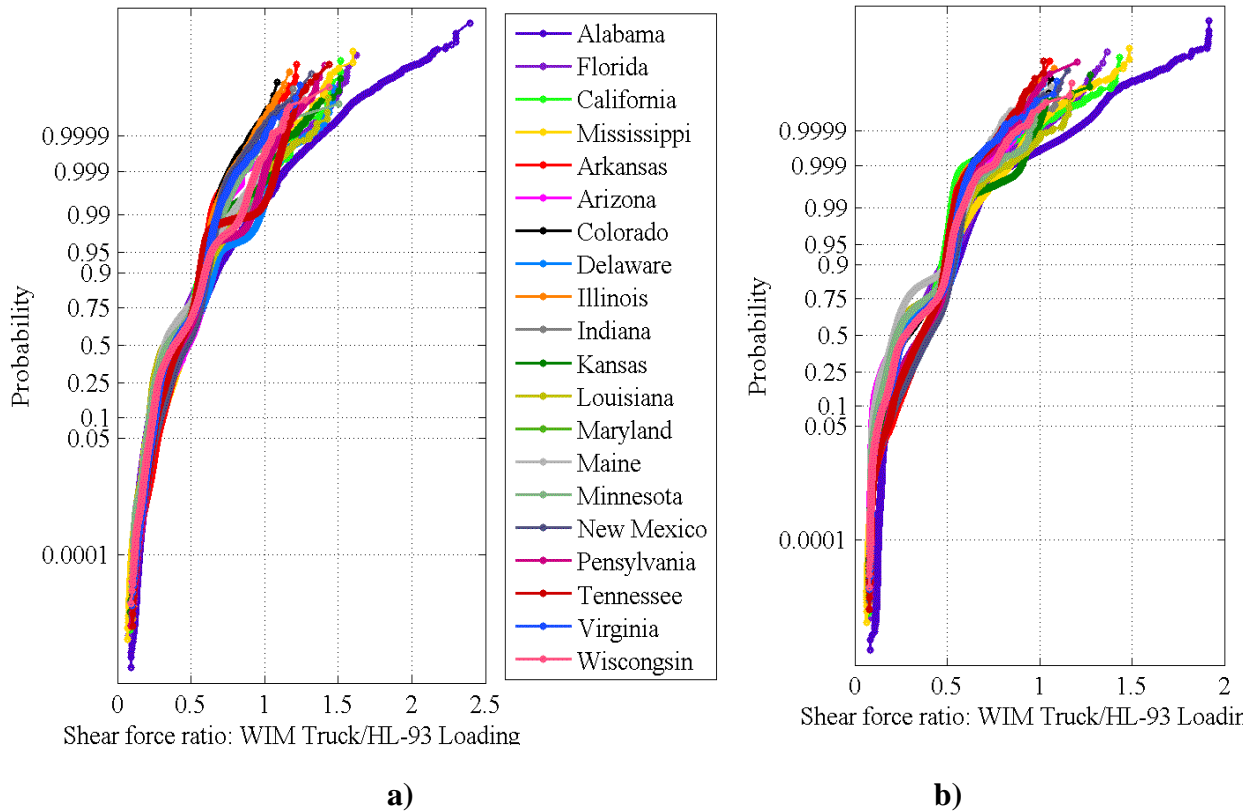 0.9999
0.999
0.99
0.95
0.9
0.75
0.5
0.25
0.1
0.05
0.0001
Probability
0 0.5 1 1.5 2 2.5
Shear force ratio: WIM Truck/HL-93 Loading
a)
Alabama
Florida
California
Mississippi
Arkansas
Arizona
Colorado
Delaware
Illinois
Indiana
Kansas
Louisiana
Maryland
Maine
Minnesota
New Mexico
Pensylvania
Tennessee
Virginia
Wiscongsin
0.9999
0.999
0.99
0.95
0.9
0.75
0.5
0.25
0.1
0.05
0.0001
Probability
0 0.5 1 1.5 2
Shear force ratio: WIM Truck/HL-93 Loadin
b)